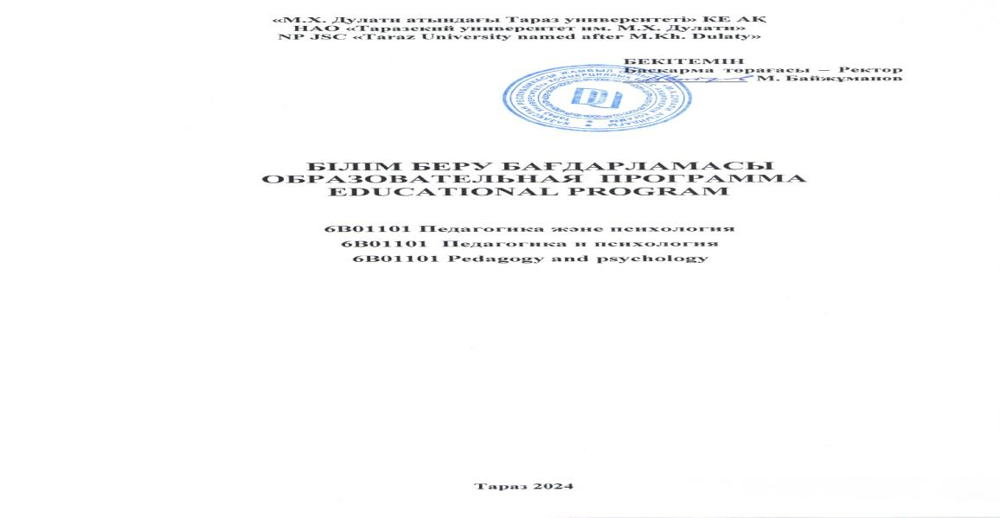 «М.Х. Дулати атындағы Тараз университеті» КЕ АҚ
НАО «Таразский университет им. М.Х. Дулати»
NP JSC «Taraz University named after M.Kh. Dulaty»
БЕКІТЕМІН
Басқарма төрағасы – Ректор
М. Байжұманов
БІЛІМ БЕРУ БАҒДАРЛАМАСЫ
ОБРАЗОВАТЕЛЬНАЯ ПРОГРАММА
EDUCATIONAL PROGRAM
6В01101 Педагогика және психология
6В01101 Педагогика и психология
6В01101 Pedagogy and psychology
Тараз 2024